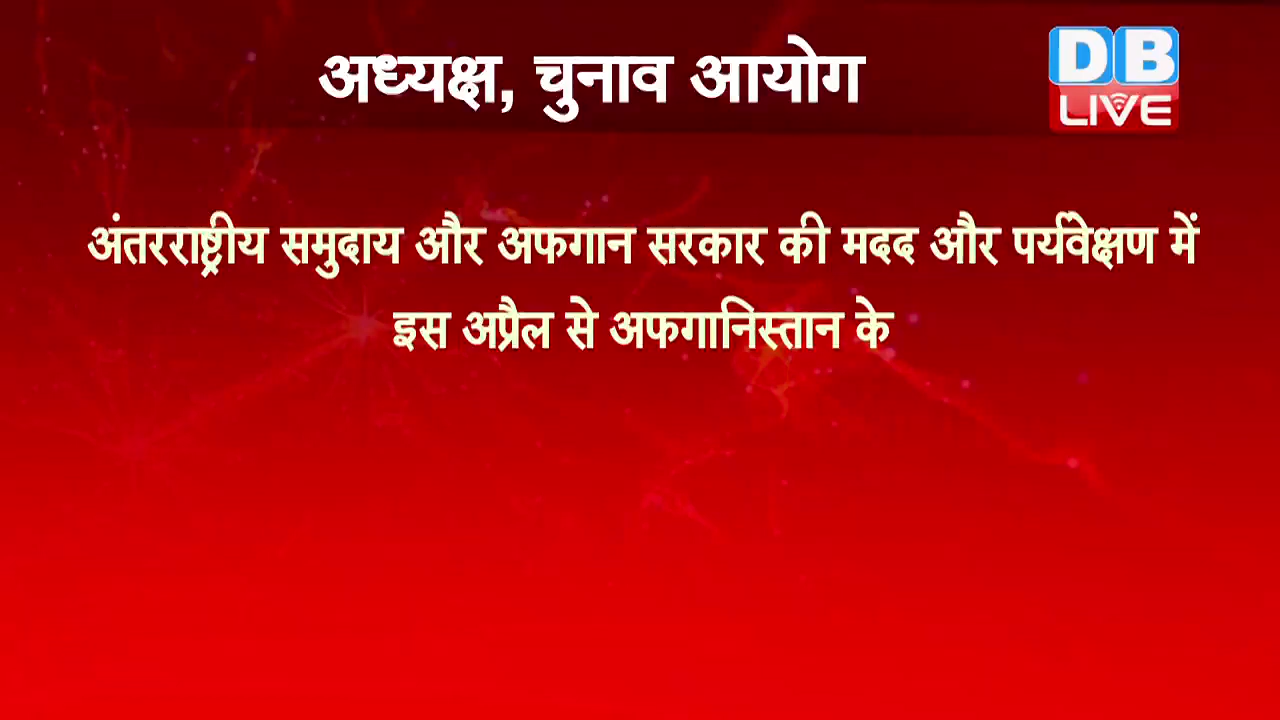 अध्यक्ष, चुनाव आयोग
DB
LIVE
अंतरराष्ट्रीय समुदाय और अफगान सरकार की मदद और पर्यवेक्षण में
इस अप्रैल से अफगानिस्तान के